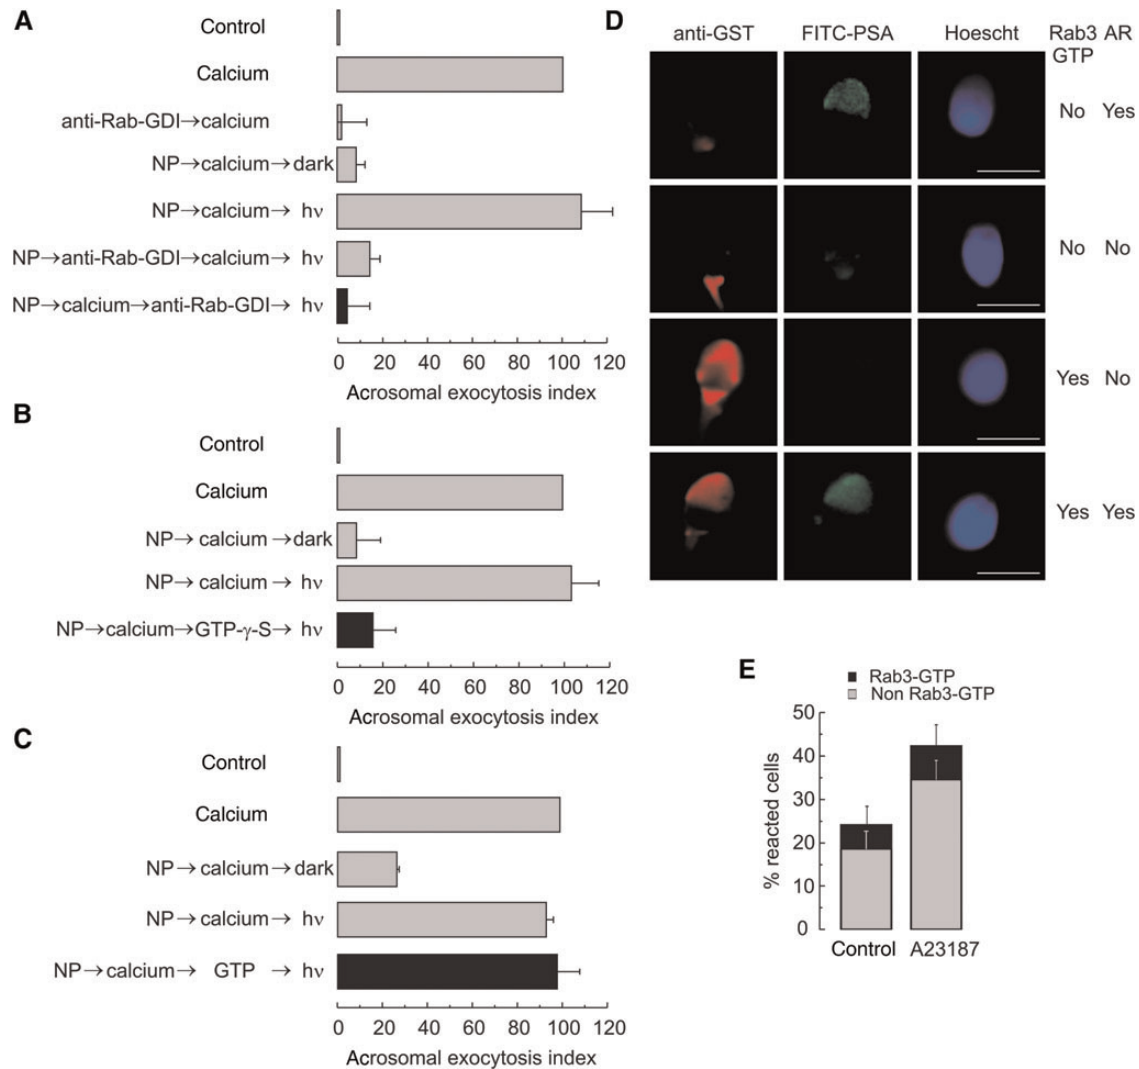 A
Control
Calcium
anti-Rab-GDI→calcium
NP→calcium→dark
NP→calcium→ hν
NP→anti-Rab-GDI→calcium→ hν
NP→calcium→anti-Rab-GDI→ hν
0 20 40 60 80 100 120
Acrosomal exocytosis index
B
Control
Calcium
NP→ calcium →dark
NP→ calcium → hν
NP→calcium→GTP-γ-S→ hν
0 20 40 60 80 100 120
Acrosomal exocytosis index
C
Control
Calcium
NP→ calcium →dark
NP→ calcium→ hν
NP→calcium→ GTP → hν
0 20 40 60 80 100 120
Acrosomal exocytosis index
D
anti-GST FITC-PSA Hoescht Rab3 AR
GTP
No Yes
No No
Yes No
Yes Yes
E
Rab3-GTP
Non Rab3-GTP
50
40
30
20
10
0
% reacted cells
Control A23187